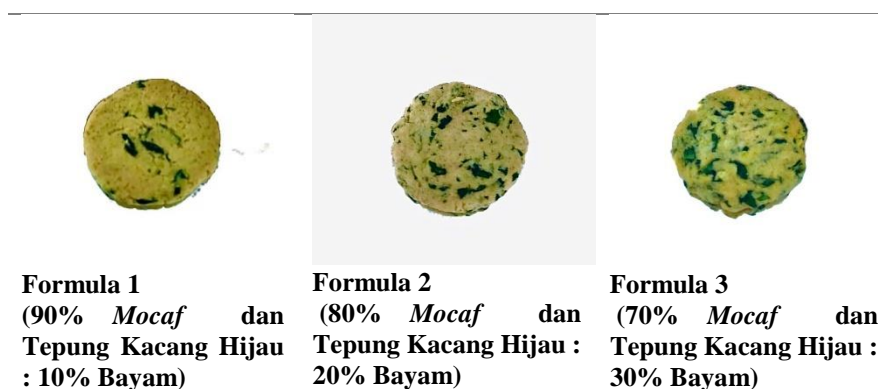 Formula 1
(90% Mocaf dan
Tepung Kacang Hijau
: 10% Bayam)
Formula 2
(80% Mocaf dan
Tepung Kacang Hijau :
20% Bayam)
Formula 3
(70% Mocaf dan
Tepung Kacang Hijau :
30% Bayam)